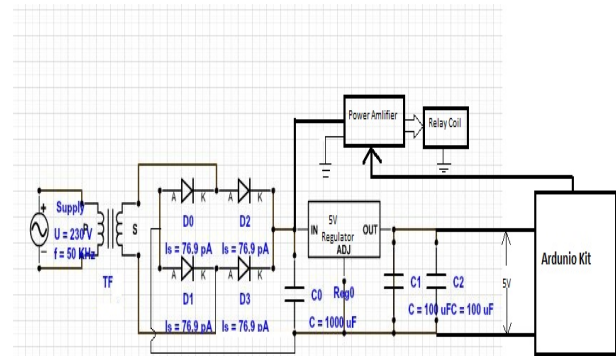 Power Amlifier
Relay Coil
Supply
U = 230 V
f = 50 KHz
P
S
TF
A K
D0
Is = 76.9 pA
A K
D2
Is = 76.9 pA
A K
D1
Is = 76.9 pA
A K
D3
Is = 76.9 pA
IN
5V
Regulator
OUT
ADJ
Reg0
C0
C = 1000 uF
C1
C = 100 uF
C2
C = 100 uF
5V
Ardunio Kit